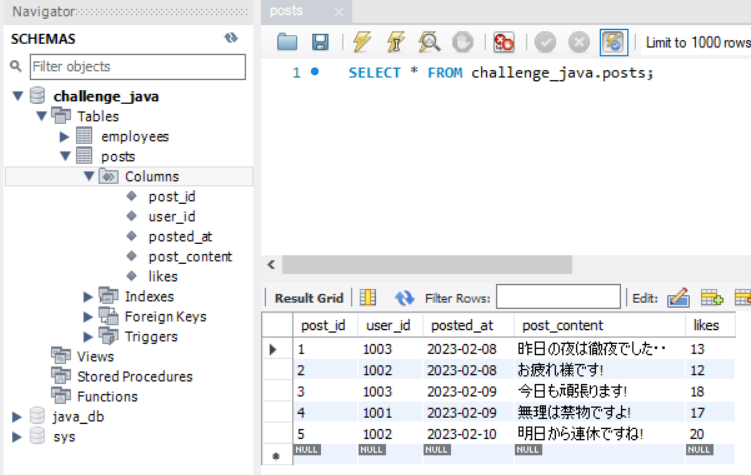 Navigator
posts
SCHEMAS
Filter objects
Limit to 1000 rows
1 SELECT * FROM challenge_java.posts;
challenge_java
Tables
employees
posts
Columns
post_id
user_id
posted_at
post_content
likes
Indexes
Foreign Keys
Triggers
Views
Stored Procedures
Functions
java_db
sys
Result Grid Filter Rows: Edit:
post_id user_id posted_at post_content likes
1 1003 2023-02-08 昨日の夜は徹夜でした・・ 13
2 1002 2023-02-08 お疲れ様です! 12
3 1003 2023-02-09 今日も頑張ります! 18
4 1001 2023-02-09 無理は禁物ですよ! 17
5 1002 2023-02-10 明日から連休ですね! 20
NULL NULL NULL NULL NULL